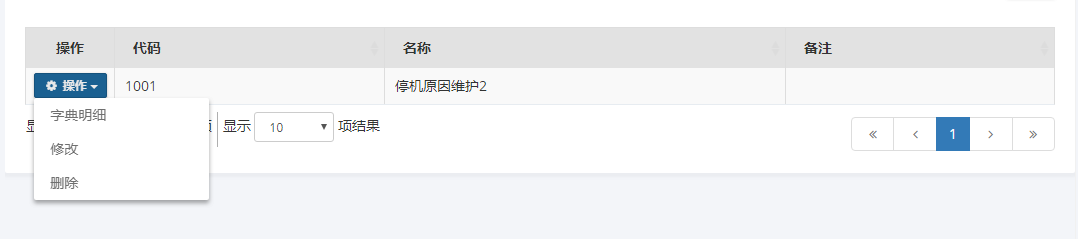 操作 代码 名称 备注
操作 1001 停机原因维护2
字典明细
显示 10 项结果
修改
« ‹ 1 › »
删除